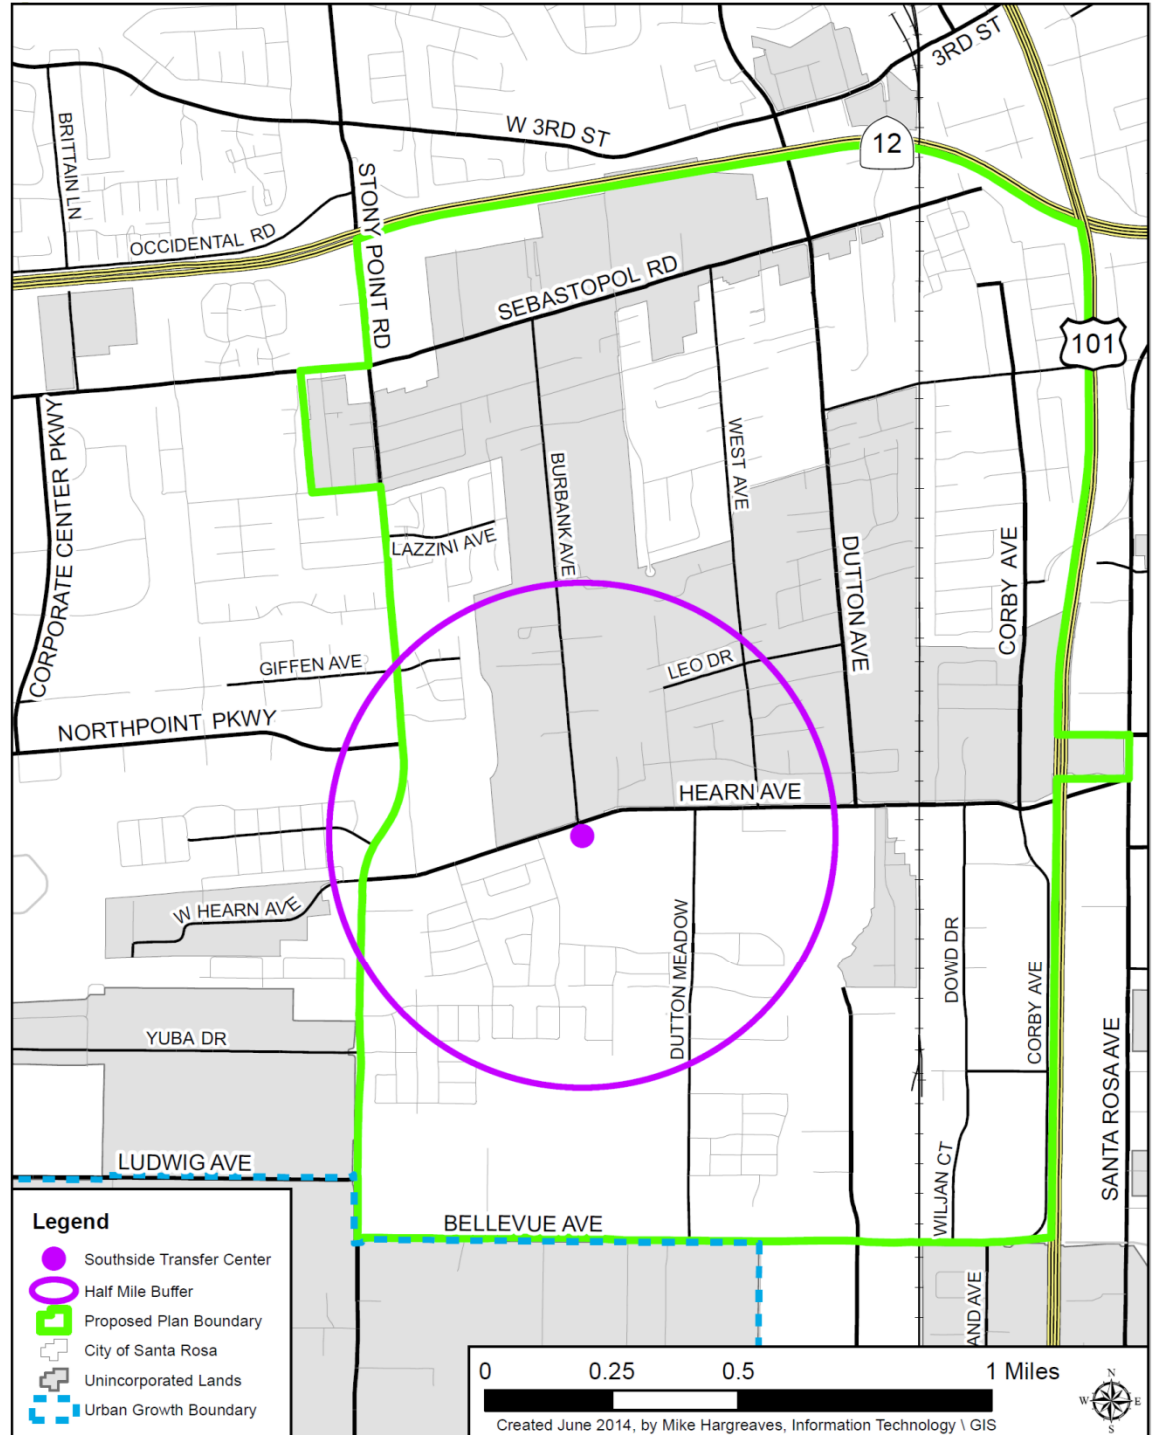 3RD ST
W 3RD ST
12
BRITTAIN LN
STONY POINT RD
OCCIDENTAL RD
SEBASTOPOL RD
101
CORPORATE CENTER PKWY
WEST AVE
BURBANK AVE
LAZZINI AVE
DUTTON AVE
CORBY AVE
GIFFEN AVE
LEO DR
NORTHPOINT PKWY
HEARN AVE
W HEARN AVE
DUTTON MEADOW
DOWD DR
CORBY AVE
SANTA ROSA AVE
YUBA DR
WILJAN CT
LUDWIG AVE
BELLEVUE AVE
AND AVE
Legend
Southside Transfer Center
Half Mile Buffer
Proposed Plan Boundary
City of Santa Rosa
Unincorporated Lands
Urban Growth Boundary
0 0.25 0.5 1 Miles
Created June 2014, by Mike Hargreaves, Information Technology \ GIS
N
W E
S